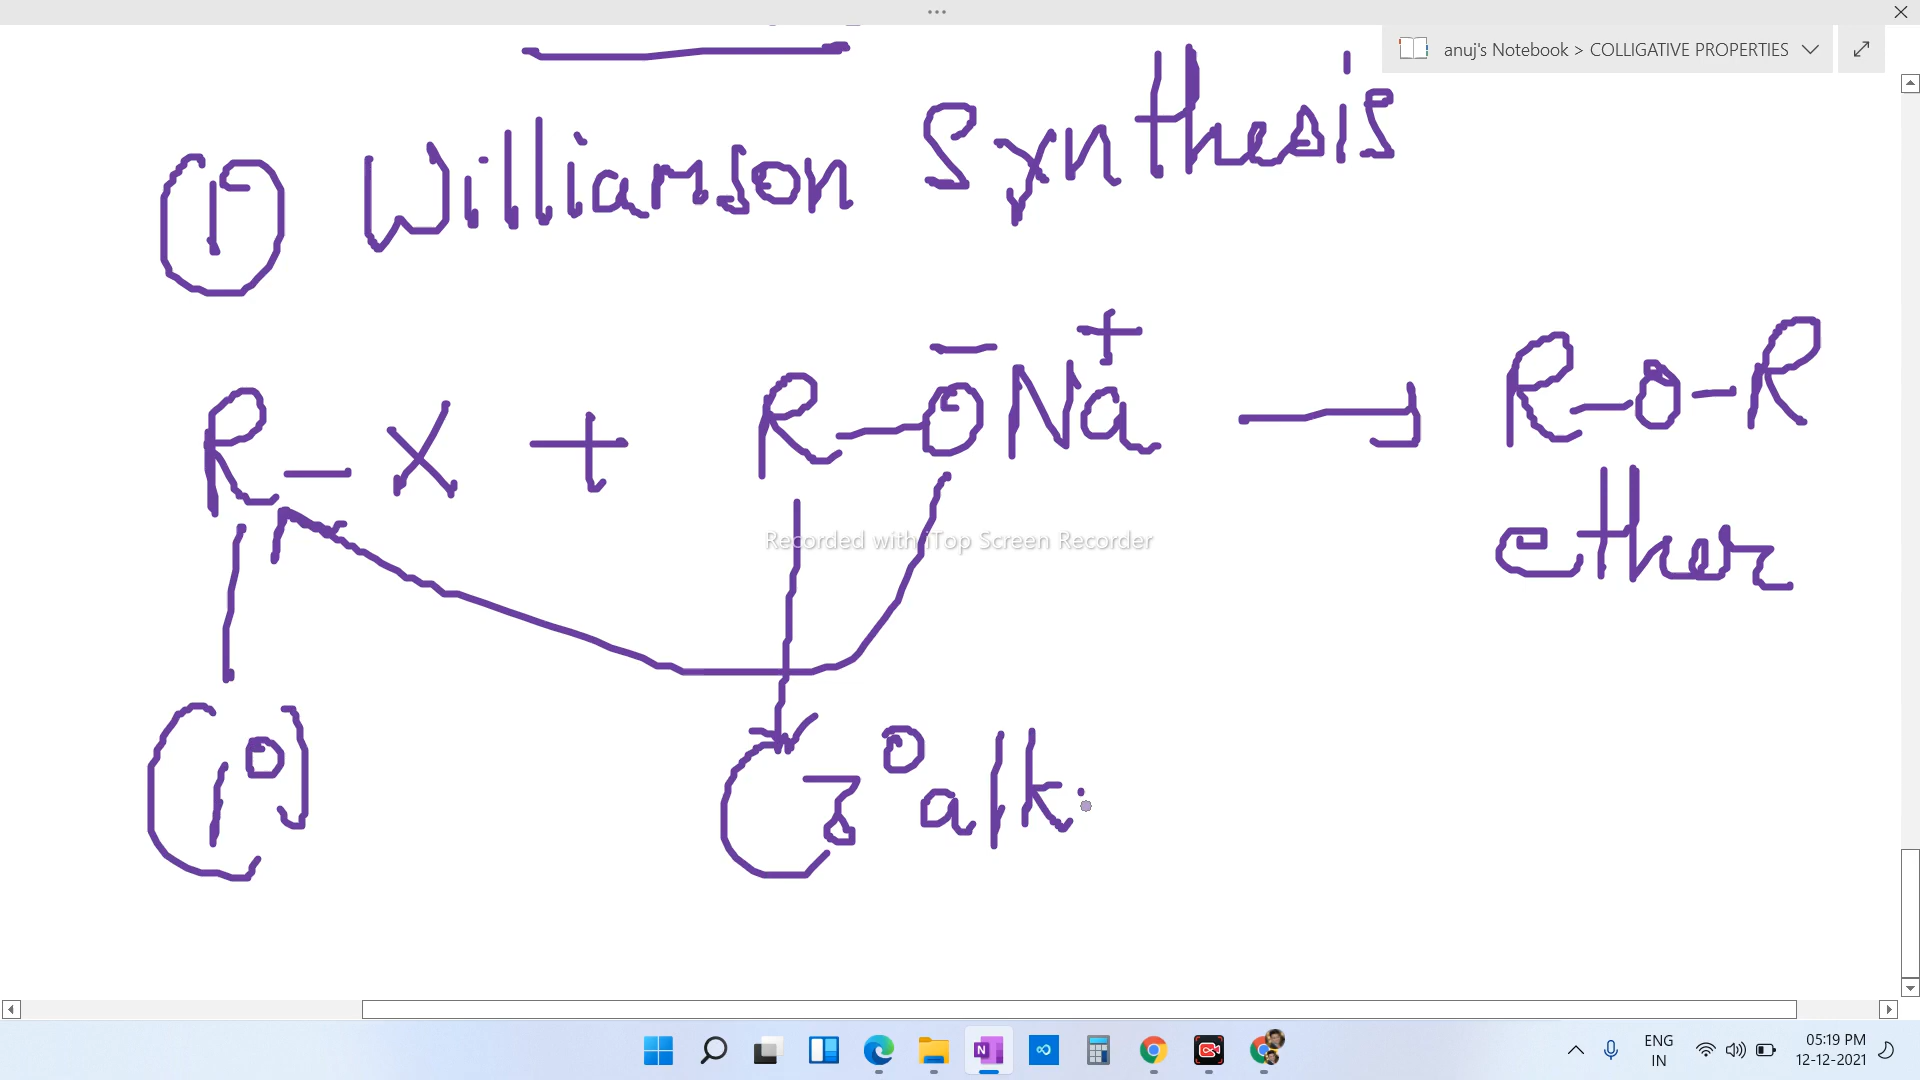 anuj's Notebook > COLLIGATIVE PROPERTIES
① Williamson Synthesis
R-X + R-O⁻Na⁺ → R-O-R
ether
Recorded with iTop Screen Recorder
(1°) (3° alk.
ENG
IN
05:19 PM
12-12-2021